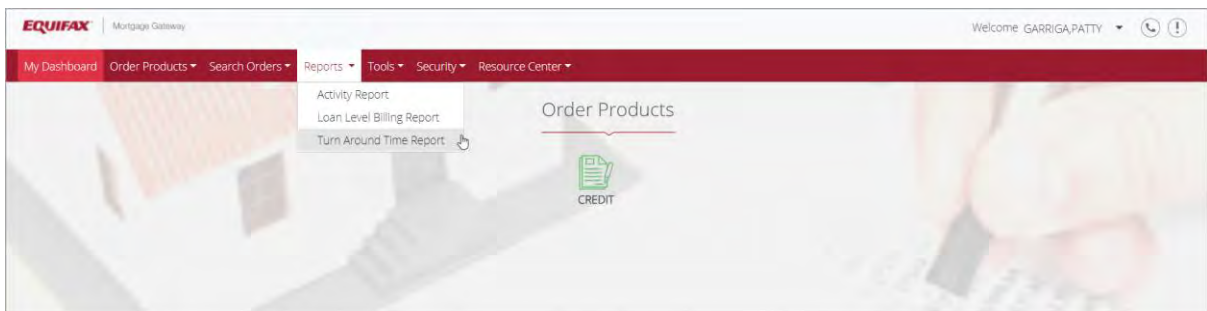 EQUIFAX Mortgage Gateway
Welcome GARRIGA,PATTY
My Dashboard Order Products Search Orders Reports Tools Security Resource Center
Activity Report
Loan Level Billing Report
Turn Around Time Report
Order Products
CREDIT